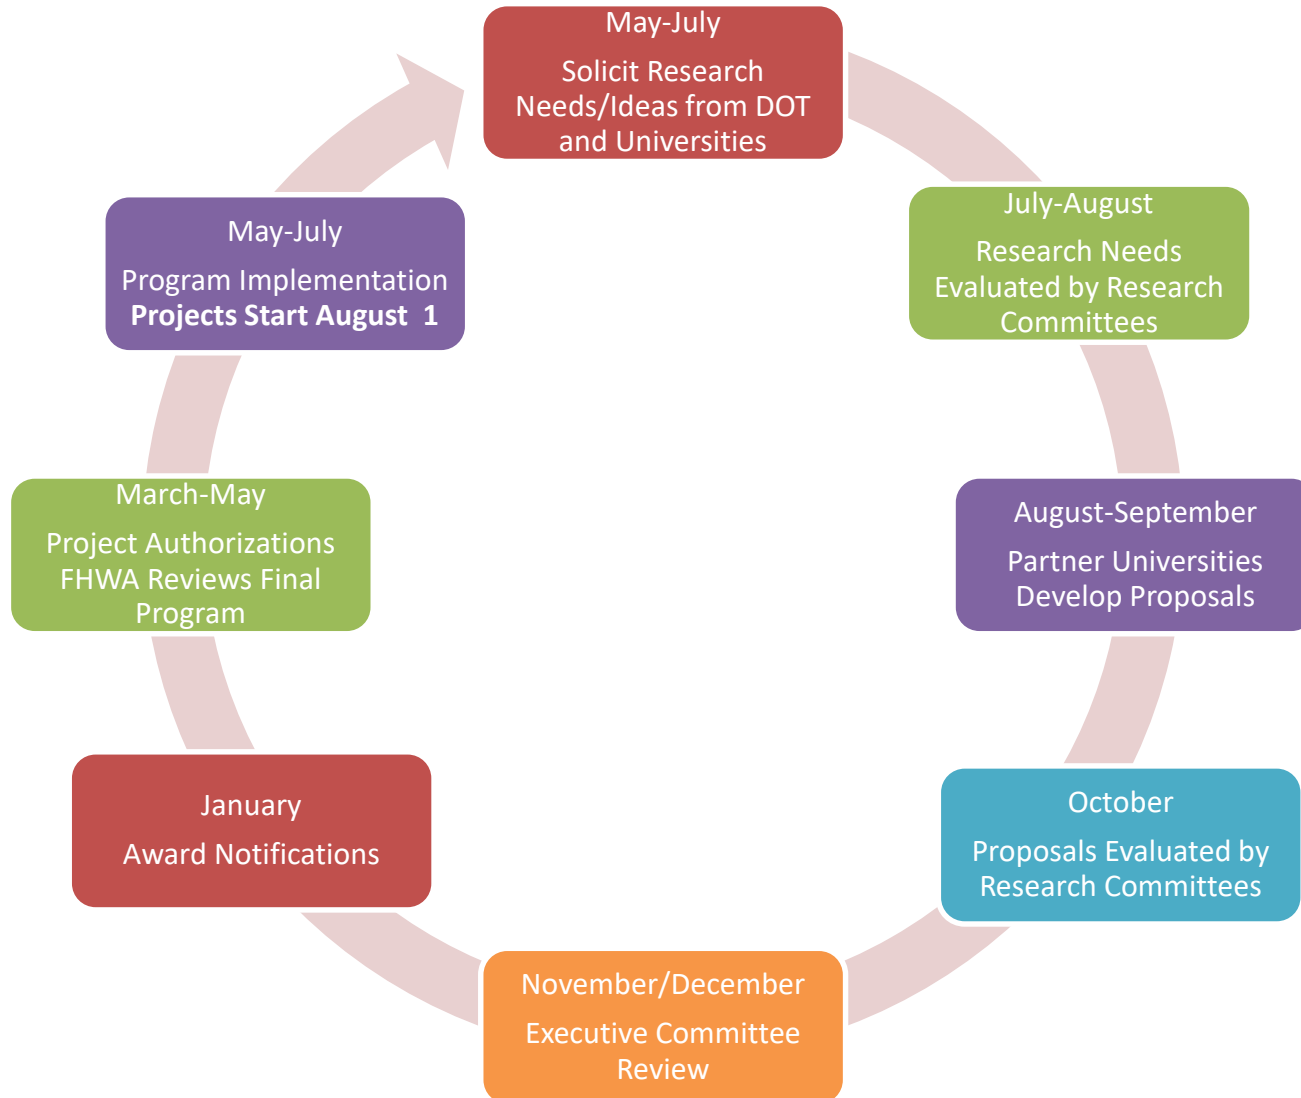 May-July
Solicit Research
Needs/Ideas from DOT
and Universities
July-August
Research Needs
Evaluated by Research
Committees
August-September
Partner Universities
Develop Proposals
October
Proposals Evaluated by
Research Committees
November/December
Executive Committee
Review
January
Award Notifications
March-May
Project Authorizations
FHWA Reviews Final
Program
May-July
Program Implementation
Projects Start August 1